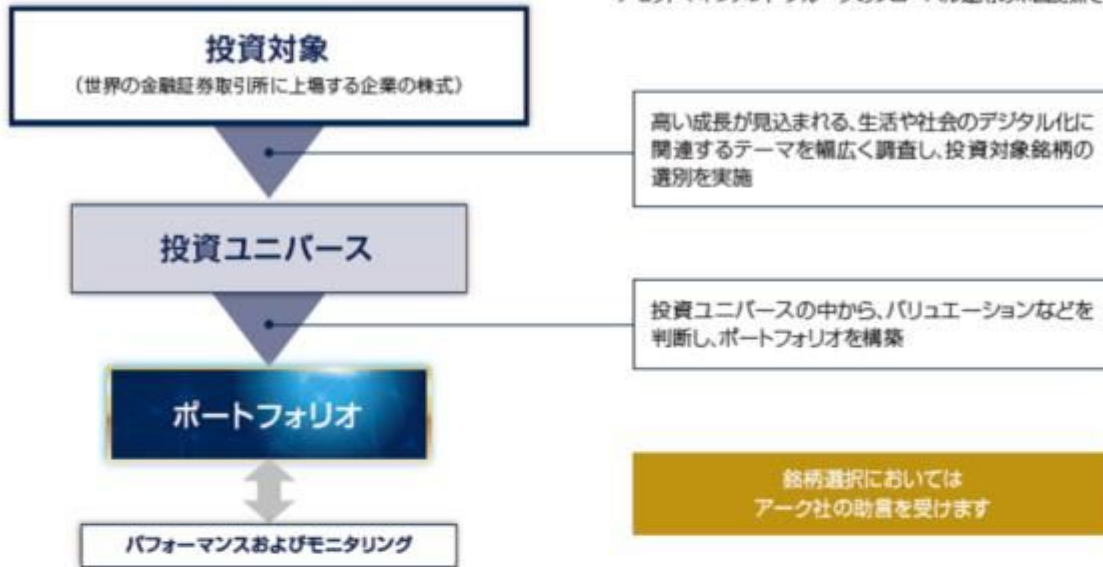 投資対象
（世界の金融証券取引所に上場する企業の株式）
高い成長が見込まれる、生活や社会のデジタル化に
関連するテーマを幅広く調査し、投資対象銘柄の
選別を実施
投資ユニバース
投資ユニバースの中から、バリュエーションなどを
判断し、ポートフォリオを構築
ポートフォリオ
銘柄選択においては
アーク社の助言を受けます
パフォーマンスおよびモニタリング